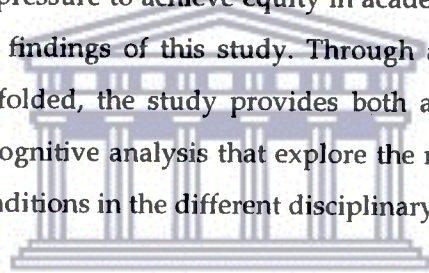 pressure to achieve equity in acade
findings of this study. Through a
folded, the study provides both a
ognitive analysis that explore the
nditions in the different disciplinary